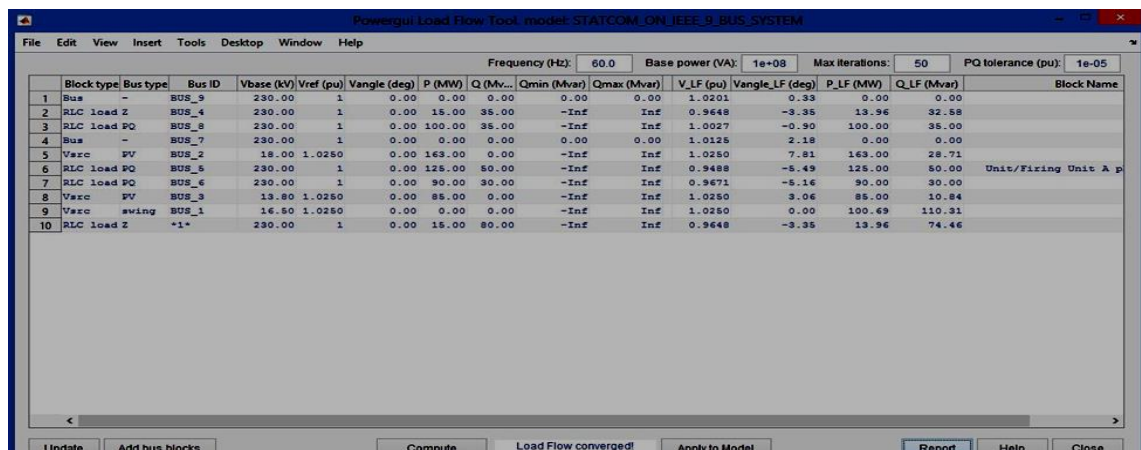 Powergui Load Flow Tool. model: STATCOM_ON_IEEE_9_BUS_SYSTEM
File Edit View Insert Tools Desktop Window Help
Frequency (Hz): 60.0 Base power (VA): 1e+08 Max iterations: 50 PQ tolerance (pu): 1e-05
Block type Bus type Bus ID Vbase (kV) Vref (pu) Vangle (deg) P (MW) Q (Mv... Qmin (Mvar) Qmax (Mvar) V_LF (pu) Vangle_LF (deg) P_LF (MW) Q_LF (Mvar) Block Name
1 Bus - BUS_9 230.00 1 0.00 0.00 0.00 0.00 0.00 1.0201 0.33 0.00 0.00
2 RLC load Z BUS_4 230.00 1 0.00 15.00 35.00 -Inf Inf 0.9648 -3.35 13.96 32.58
3 RLC load PQ BUS_8 230.00 1 0.00 100.00 35.00 -Inf Inf 1.0027 -0.90 100.00 35.00
4 Bus - BUS_7 230.00 1 0.00 0.00 0.00 0.00 0.00 1.0125 2.18 0.00 0.00
5 Vsrc PV BUS_2 18.00 1.0250 0.00 163.00 0.00 -Inf Inf 1.0250 7.81 163.00 28.71
6 RLC load PQ BUS_5 230.00 1 0.00 125.00 50.00 -Inf Inf 0.9488 -5.49 125.00 50.00 Unit/Firing Unit A p
7 RLC load PQ BUS_6 230.00 1 0.00 90.00 30.00 -Inf Inf 0.9671 -5.16 90.00 30.00
8 Vsrc PV BUS_3 13.80 1.0250 0.00 85.00 0.00 -Inf Inf 1.0250 3.06 85.00 10.84
9 Vsrc swing BUS_1 16.50 1.0250 0.00 0.00 0.00 -Inf Inf 1.0250 0.00 100.69 110.31
10 RLC load Z *1* 230.00 1 0.00 15.00 80.00 -Inf Inf 0.9648 -3.35 13.96 74.46
Update Add bus blocks Compute Load Flow converged! Apply to Model Report Help Close